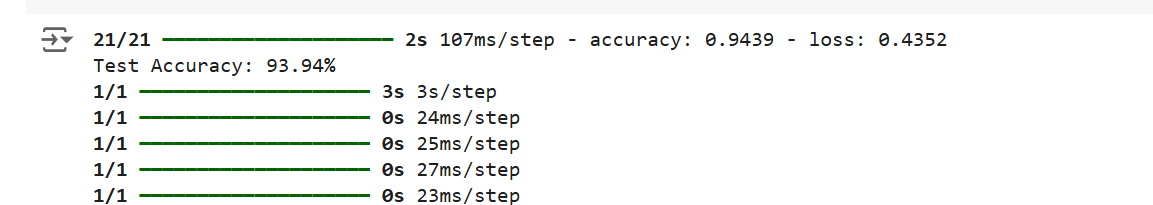 21/21 ━━━━━━━━━━━━━━━━━━━━ 2s 107ms/step - accuracy: 0.9439 - loss: 0.4352
Test Accuracy: 93.94%
1/1 ━━━━━━━━━━━━━━━━━━━━ 3s 3s/step
1/1 ━━━━━━━━━━━━━━━━━━━━ 0s 24ms/step
1/1 ━━━━━━━━━━━━━━━━━━━━ 0s 25ms/step
1/1 ━━━━━━━━━━━━━━━━━━━━ 0s 27ms/step
1/1 ━━━━━━━━━━━━━━━━━━━━ 0s 23ms/step